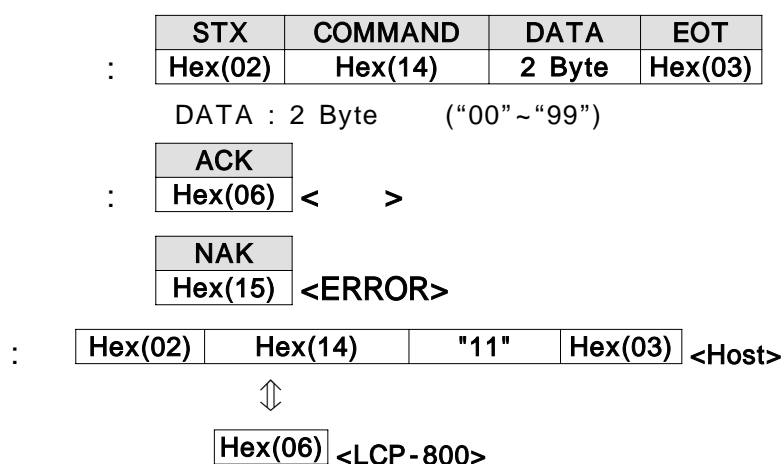 STX COMMAND DATA EOT
: Hex(02) Hex(14) 2 Byte Hex(03)
DATA : 2 Byte ("00"~"99")
ACK
: Hex(06) < >
NAK
Hex(15) <ERROR>
: Hex(02) Hex(14) "11" Hex(03) <Host>
⇕
Hex(06) <LCP-800>